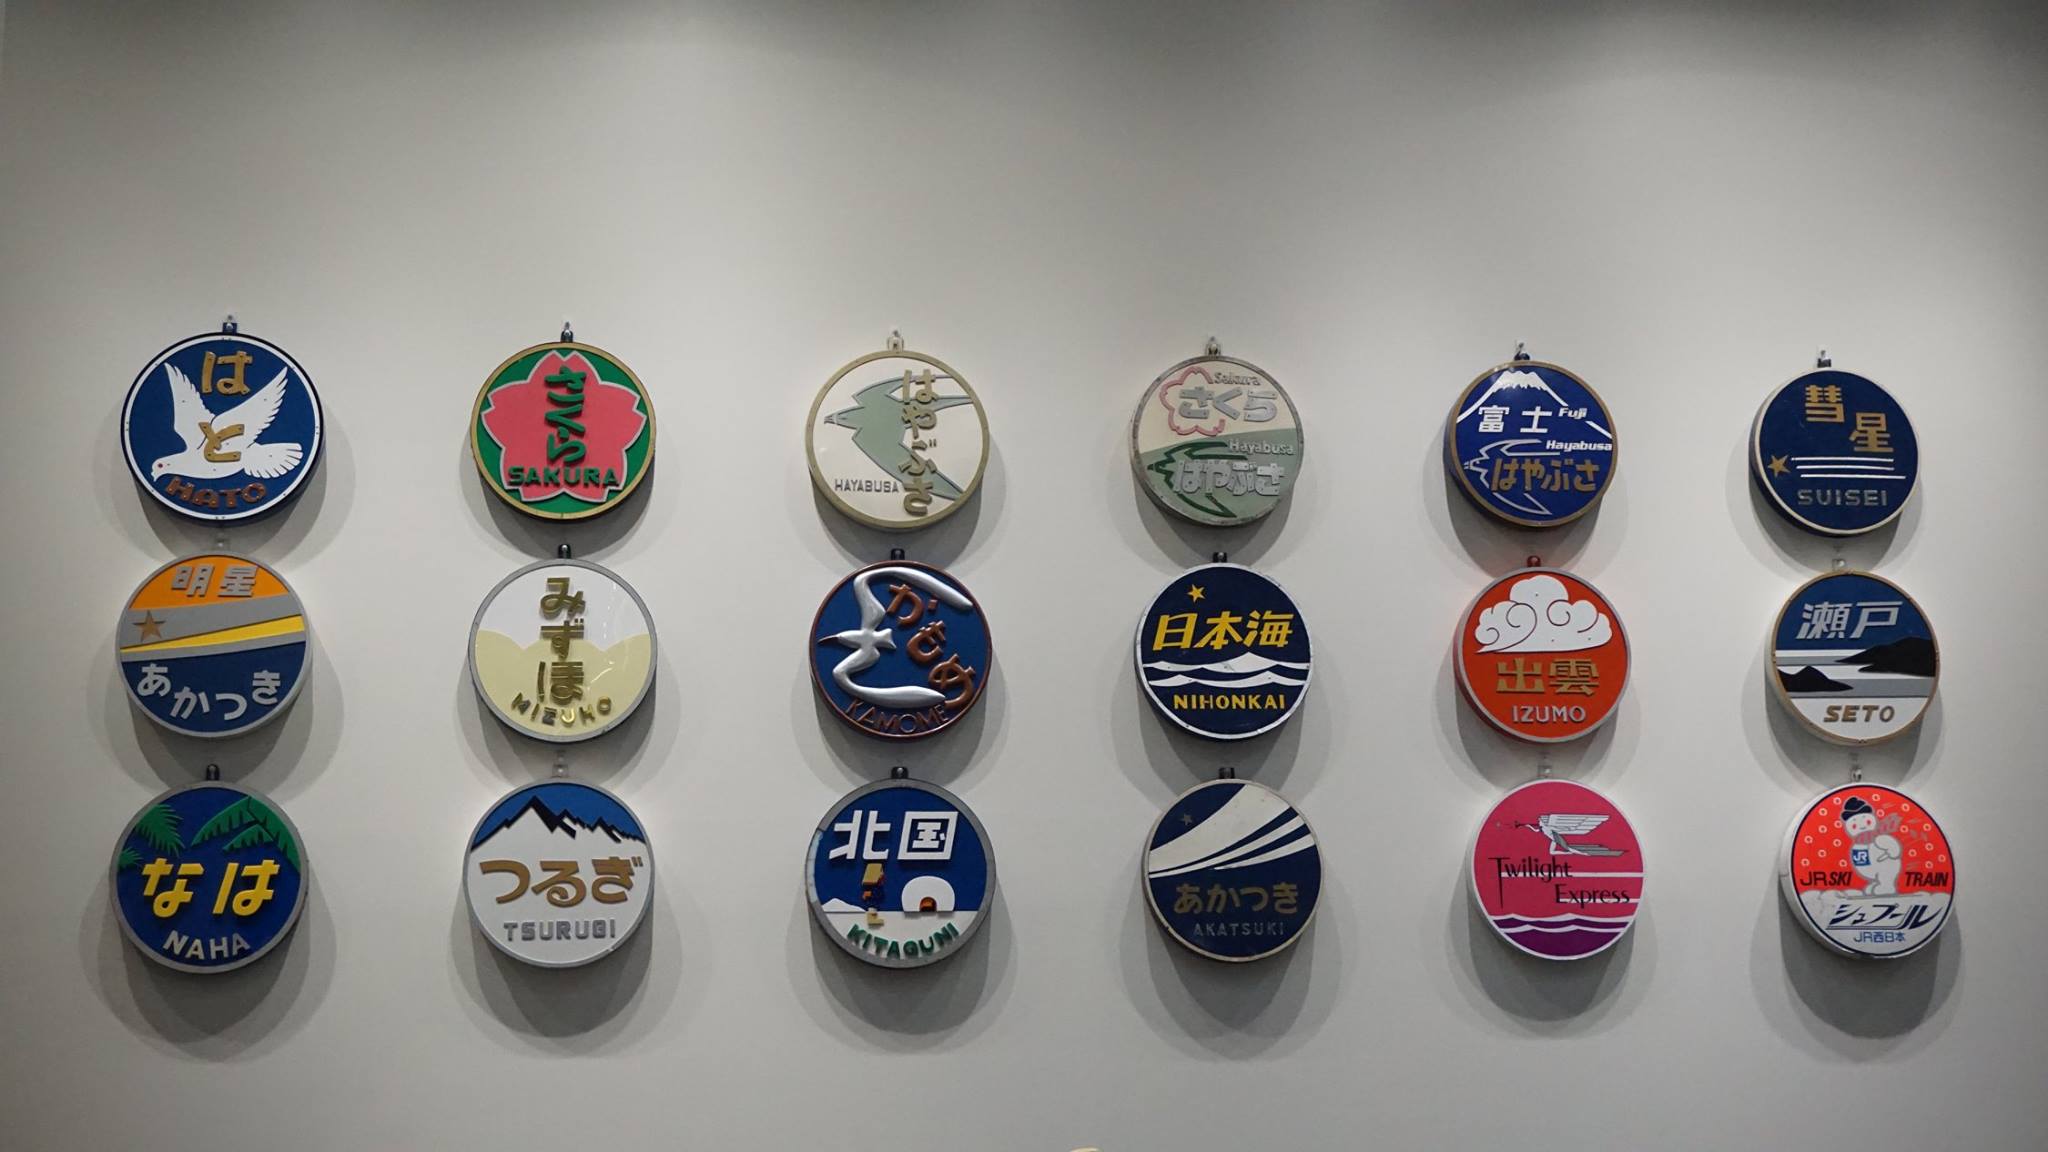 はと
HATO
さくら
SAKURA
はやぶさ
HAYABUSA
Sakura
さくら
Hayabusa
はやぶさ
富士 Fuji
Hayabusa
はやぶさ
彗星
SUISEI
明星
あかつき
みずほ
MIZUHO
かもめ
KAMOME
日本海
NIHONKAI
出雲
IZUMO
瀬戸
SETO
なは
NAHA
つるぎ
TSURUGI
北国
KITAGUNI
あかつき
AKATSUKI
Twilight
Express
JR
JR SKI TRAIN
シュプール
JR西日本